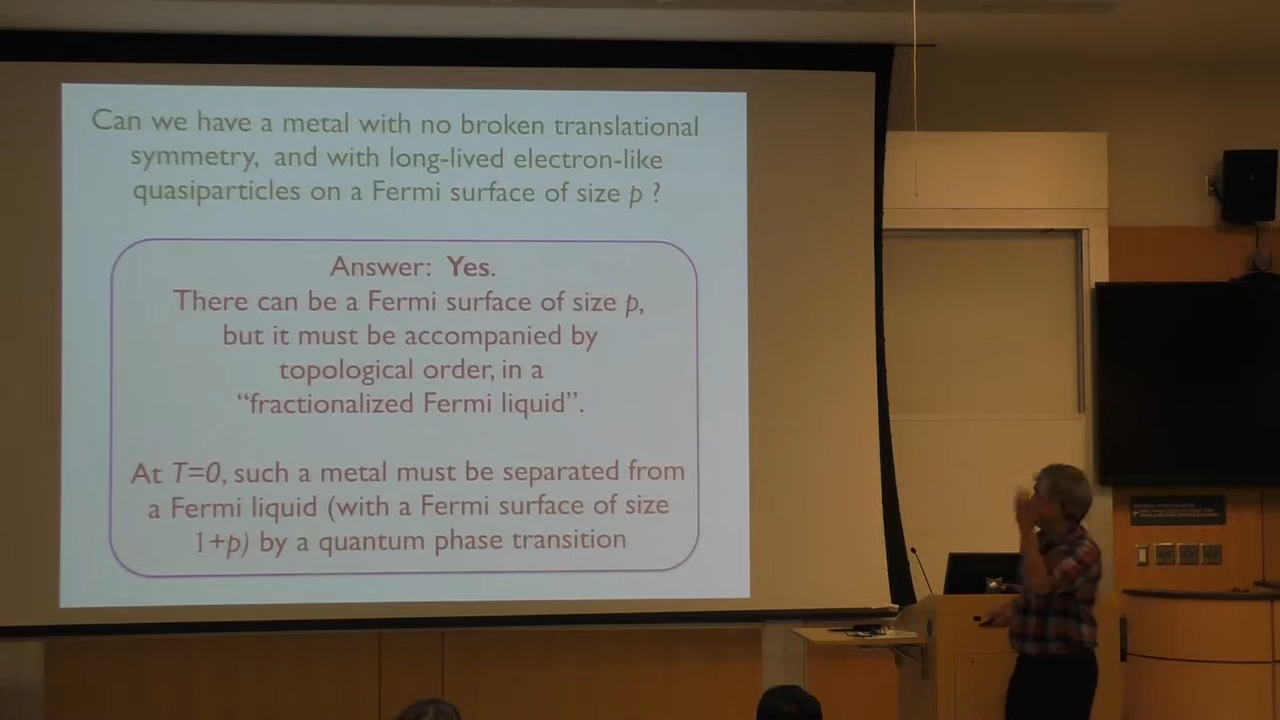 Can we have a metal with no broken translational
symmetry, and with long-lived electron-like
quasiparticles on a Fermi surface of size p ?
Answer: Yes.
There can be a Fermi surface of size p,
but it must be accompanied by
topological order, in a
“fractionalized Fermi liquid”.
At T=0, such a metal must be separated from
a Fermi liquid (with a Fermi surface of size
1+p) by a quantum phase transition